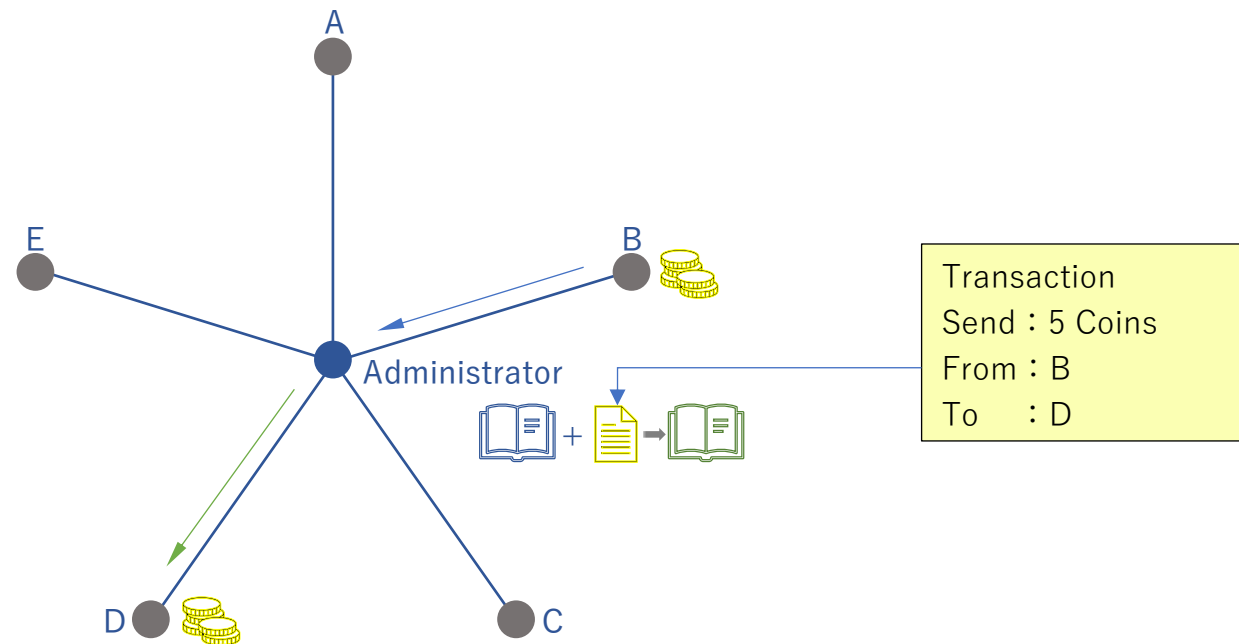 A
E
B
Administrator
+
D
C
Transaction
Send：5 Coins
From：B
To　：D